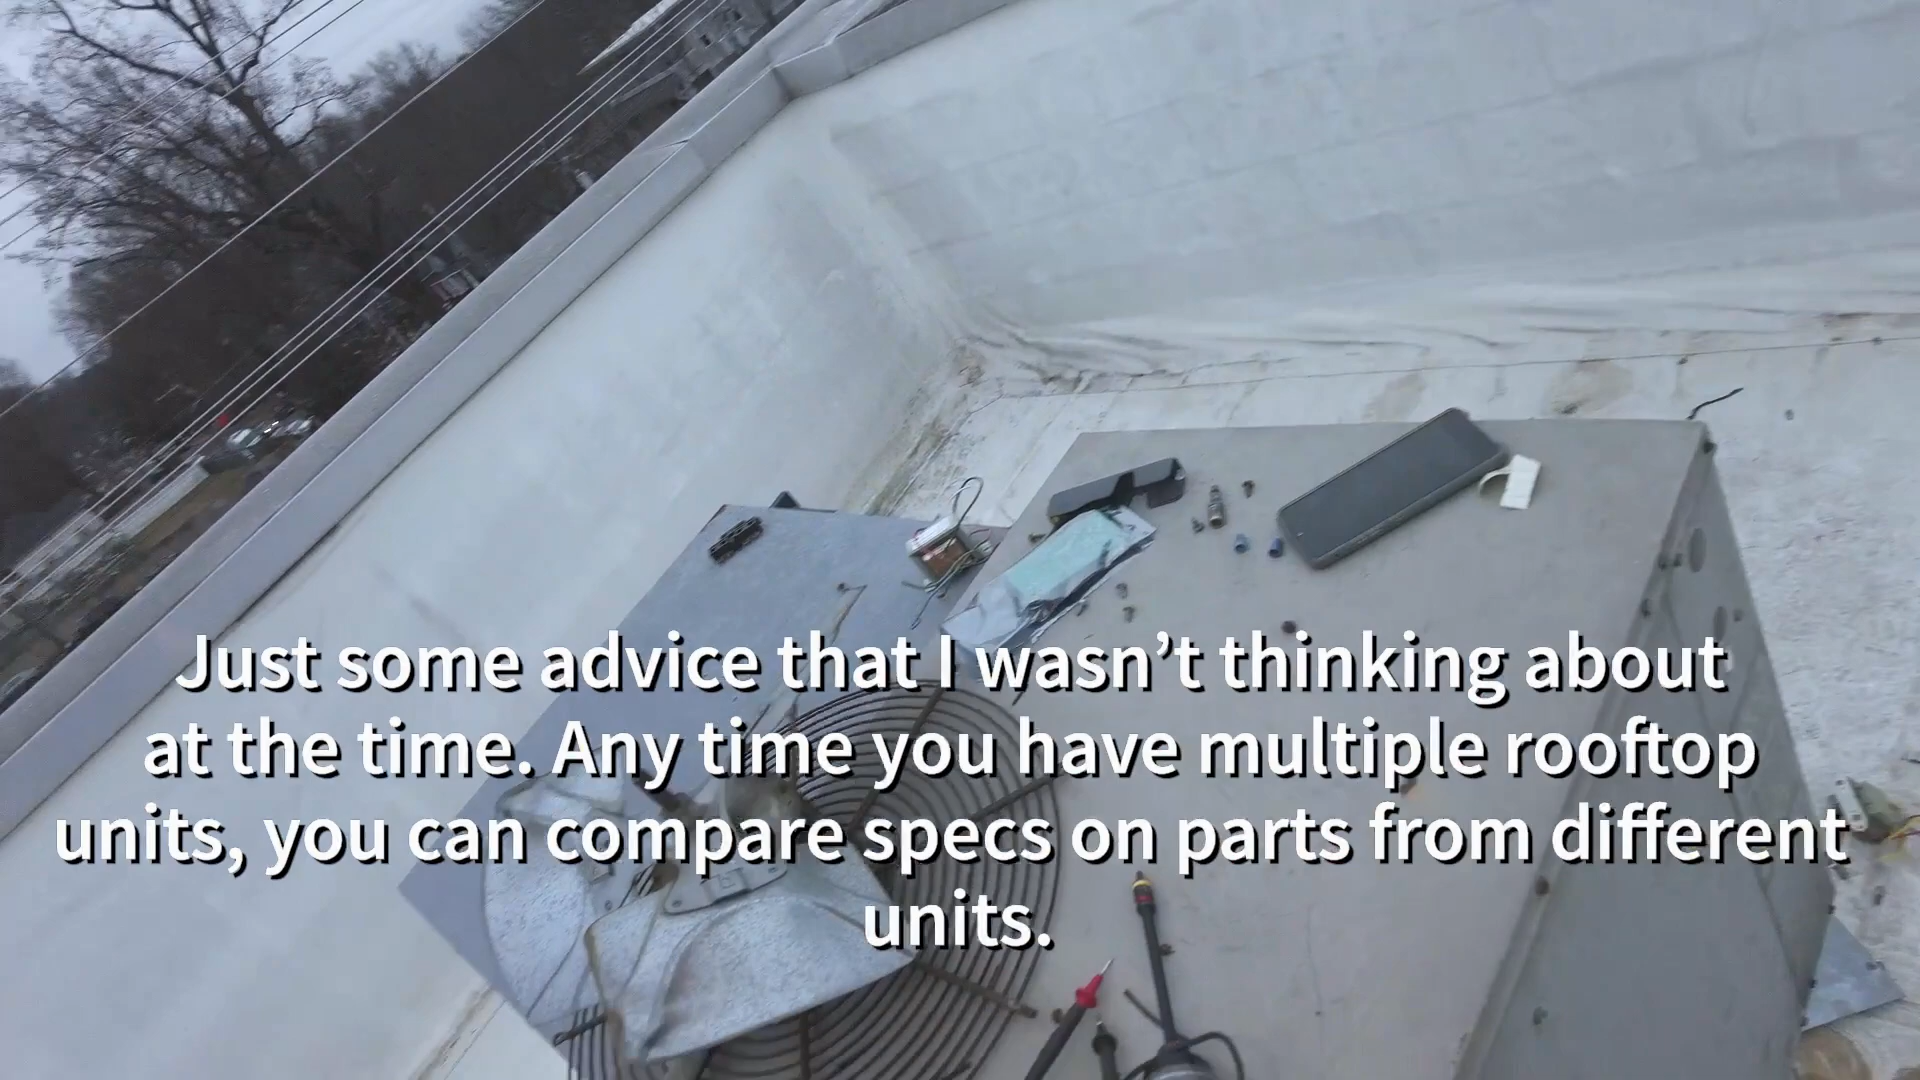 Just some advice that I wasn’t thinking about
at the time. Any time you have multiple rooftop
units, you can compare specs on parts from different
units.